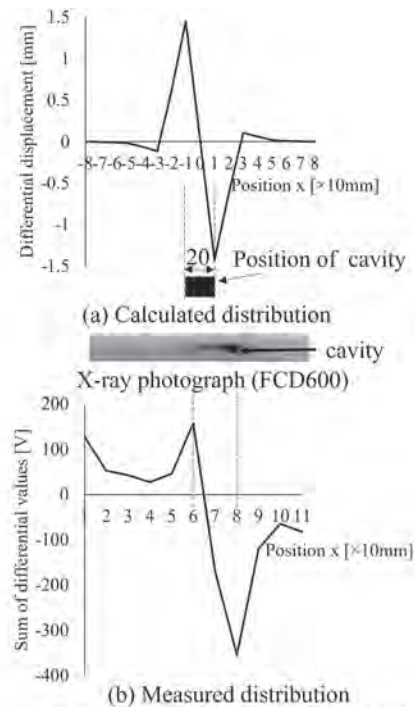 Differential displacement [mm]
1.5
1
0.5
0
-0.5
-1
-1.5
-8 -7 -6 -5 -4 -3 -2 -1 0 1 2 3 4 5 6 7 8
Position x [×10mm]
20
Position of cavity
(a) Calculated distribution
cavity
X-ray photograph (FCD600)
Sum of differential values [V]
200
100
0
-100
-200
-300
-400
1 2 3 4 5 6 7 8 9 10 11
Position x [×10mm]
(b) Measured distribution